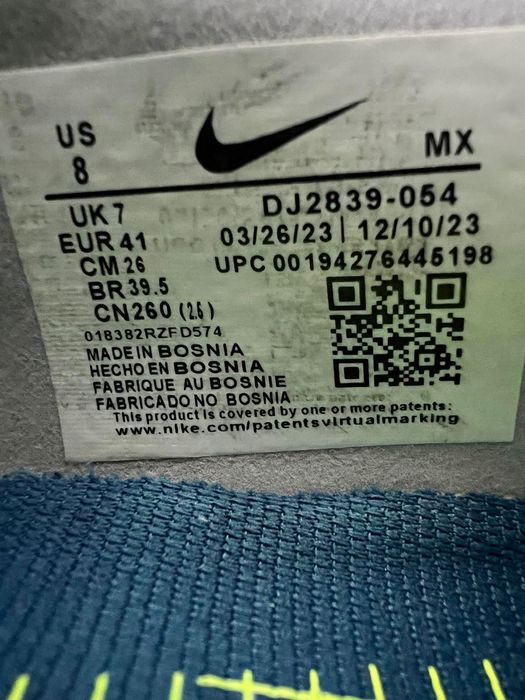 US
8
MX
UK 7
DJ2839-054
EUR 41
03/26/23 | 12/10/23
CM 26
UPC 00194276445198
BR 39.5
CN 260 (2.6)
018382RZFD574
MADE IN BOSNIA
HECHO EN BOSNIA
FABRIQUE AU BOSNIE
FABRICADO NO BOSNIA
This product is covered by one or more patents:
www.nike.com/patentsvirtualmarking